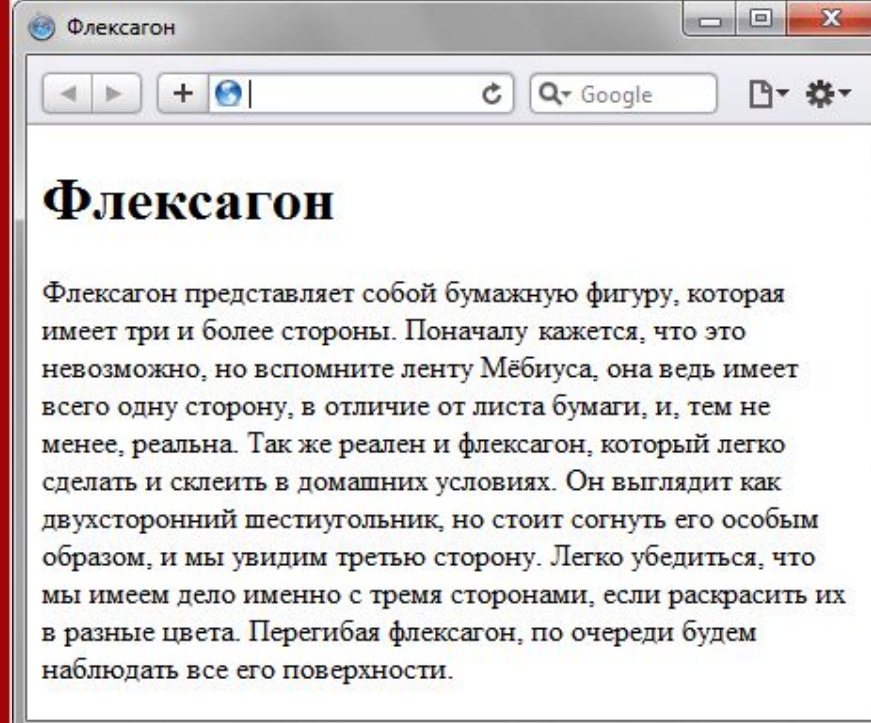 Флексагон
Google
Флексагон
Флексагон представляет собой бумажную фигуру, которая
имеет три и более стороны. Поначалу кажется, что это
невозможно, но вспомните ленту Мёбиуса, она ведь имеет
всего одну сторону, в отличие от листа бумаги, и, тем не
менее, реальна. Так же реален и флексагон, который легко
сделать и склеить в домашних условиях. Он выглядит как
двухсторонний шестиугольник, но стоит согнуть его особым
образом, и мы увидим третью сторону. Легко убедиться, что
мы имеем дело именно с тремя сторонами, если раскрасить их
в разные цвета. Перегибая флексагон, по очереди будем
наблюдать все его поверхности.